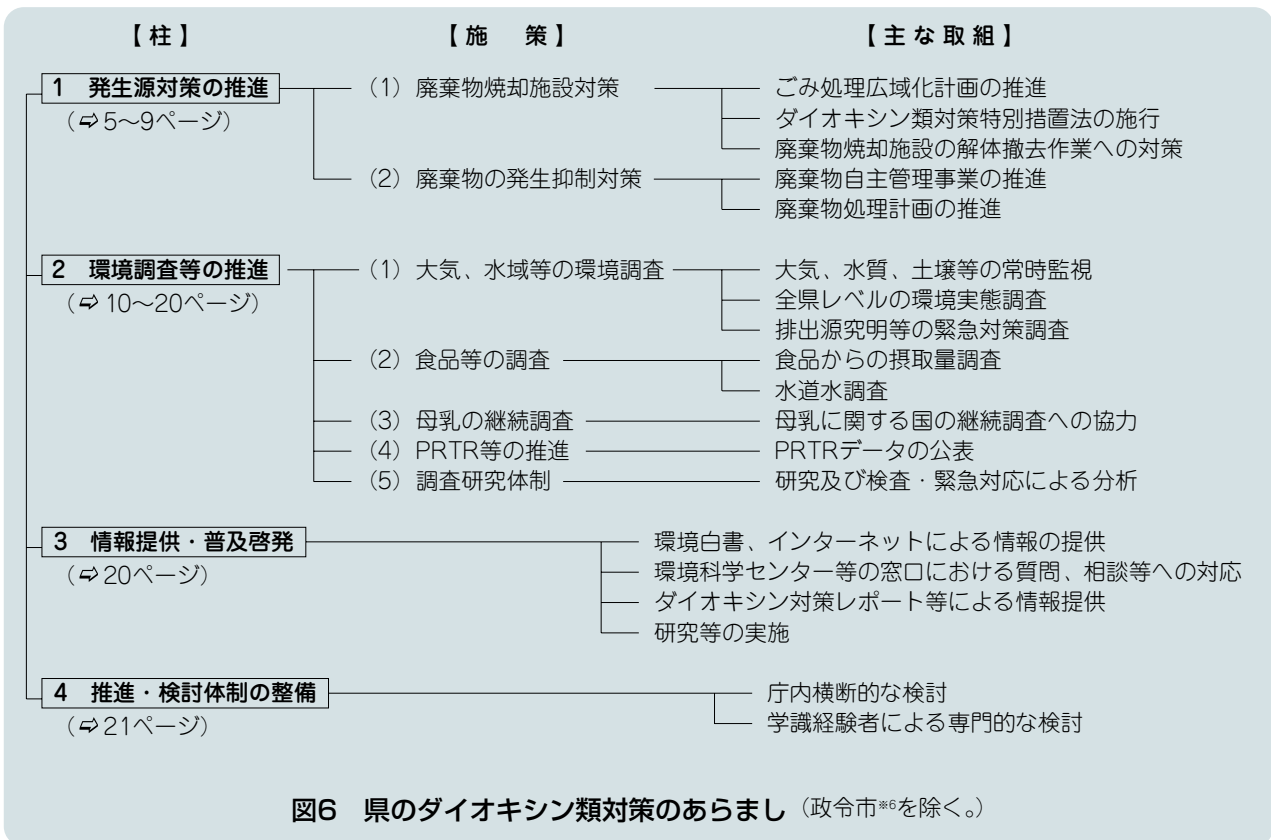 【柱】 【施　策】 【主な取組】
1　発生源対策の推進 (1) 廃棄物焼却施設対策 ごみ処理広域化計画の推進
(⇨5〜9ページ) ダイオキシン類対策特別措置法の施行
廃棄物焼却施設の解体撤去作業への対策
(2) 廃棄物の発生抑制対策 廃棄物自主管理事業の推進
廃棄物処理計画の推進
2　環境調査等の推進 (1) 大気、水域等の環境調査 大気、水質、土壌等の常時監視
(⇨10〜20ページ) 全県レベルの環境実態調査
排出源究明等の緊急対策調査
(2) 食品等の調査 食品からの摂取量調査
水道水調査
(3) 母乳の継続調査 母乳に関する国の継続調査への協力
(4) PRTR等の推進 PRTRデータの公表
(5) 調査研究体制 研究及び検査・緊急対応による分析
3　情報提供・普及啓発 環境白書、インターネットによる情報の提供
(⇨20ページ) 環境科学センター等の窓口における質問、相談等への対応
ダイオキシン対策レポート等による情報提供
研究等の実施
4　推進・検討体制の整備 庁内横断的な検討
(⇨21ページ) 学識経験者による専門的な検討
図6　県のダイオキシン類対策のあらまし（政令市※6を除く。）